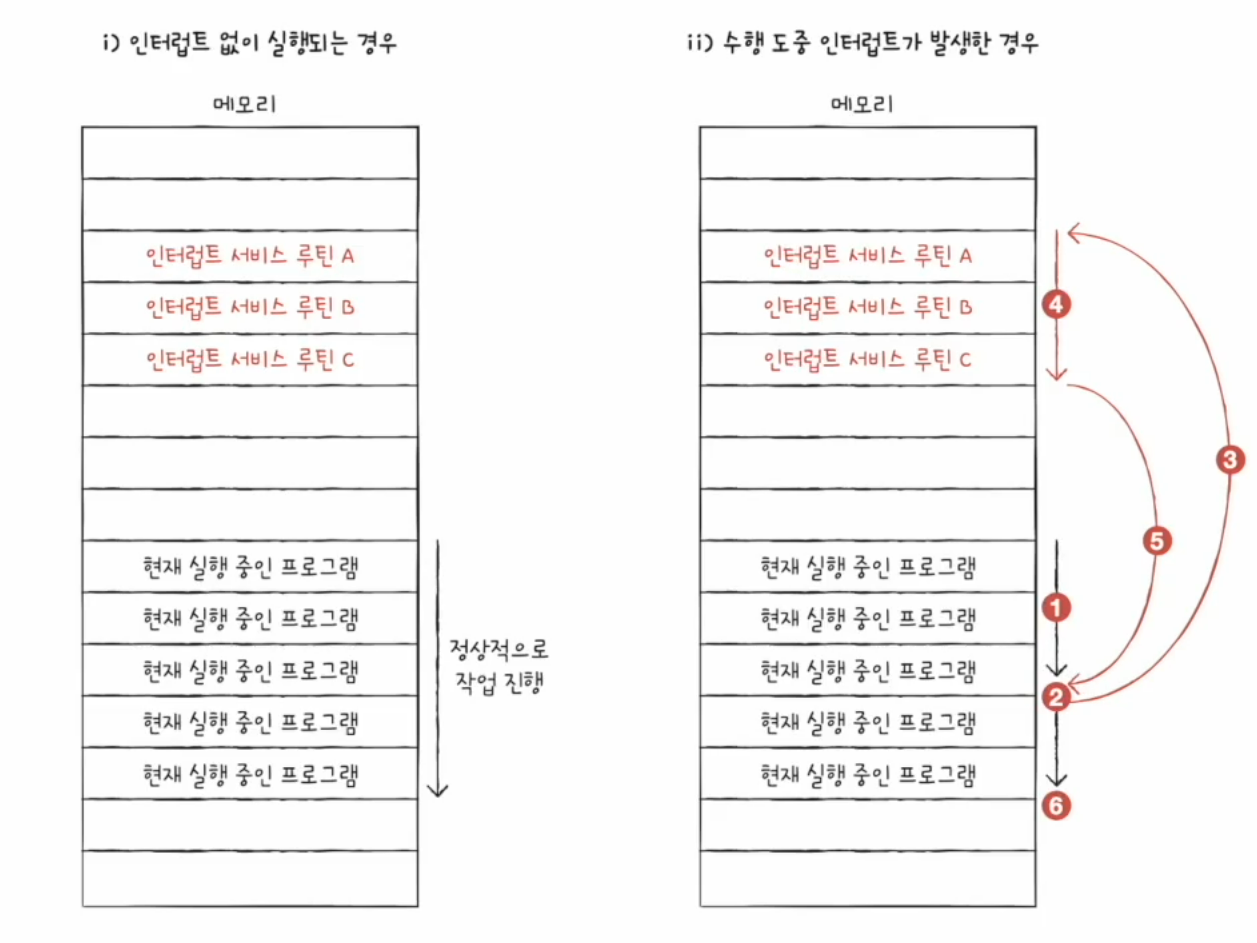 i) 인터럽트 없이 실행되는 경우
메모리
인터럽트 서비스 루틴 A
인터럽트 서비스 루틴 B
인터럽트 서비스 루틴 C
현재 실행 중인 프로그램
현재 실행 중인 프로그램
현재 실행 중인 프로그램
현재 실행 중인 프로그램
현재 실행 중인 프로그램
정상적으로
작업 진행
ii) 수행 도중 인터럽트가 발생한 경우
메모리
인터럽트 서비스 루틴 A
인터럽트 서비스 루틴 B
인터럽트 서비스 루틴 C
현재 실행 중인 프로그램
현재 실행 중인 프로그램
현재 실행 중인 프로그램
현재 실행 중인 프로그램
현재 실행 중인 프로그램
4
3
5
1
2
6